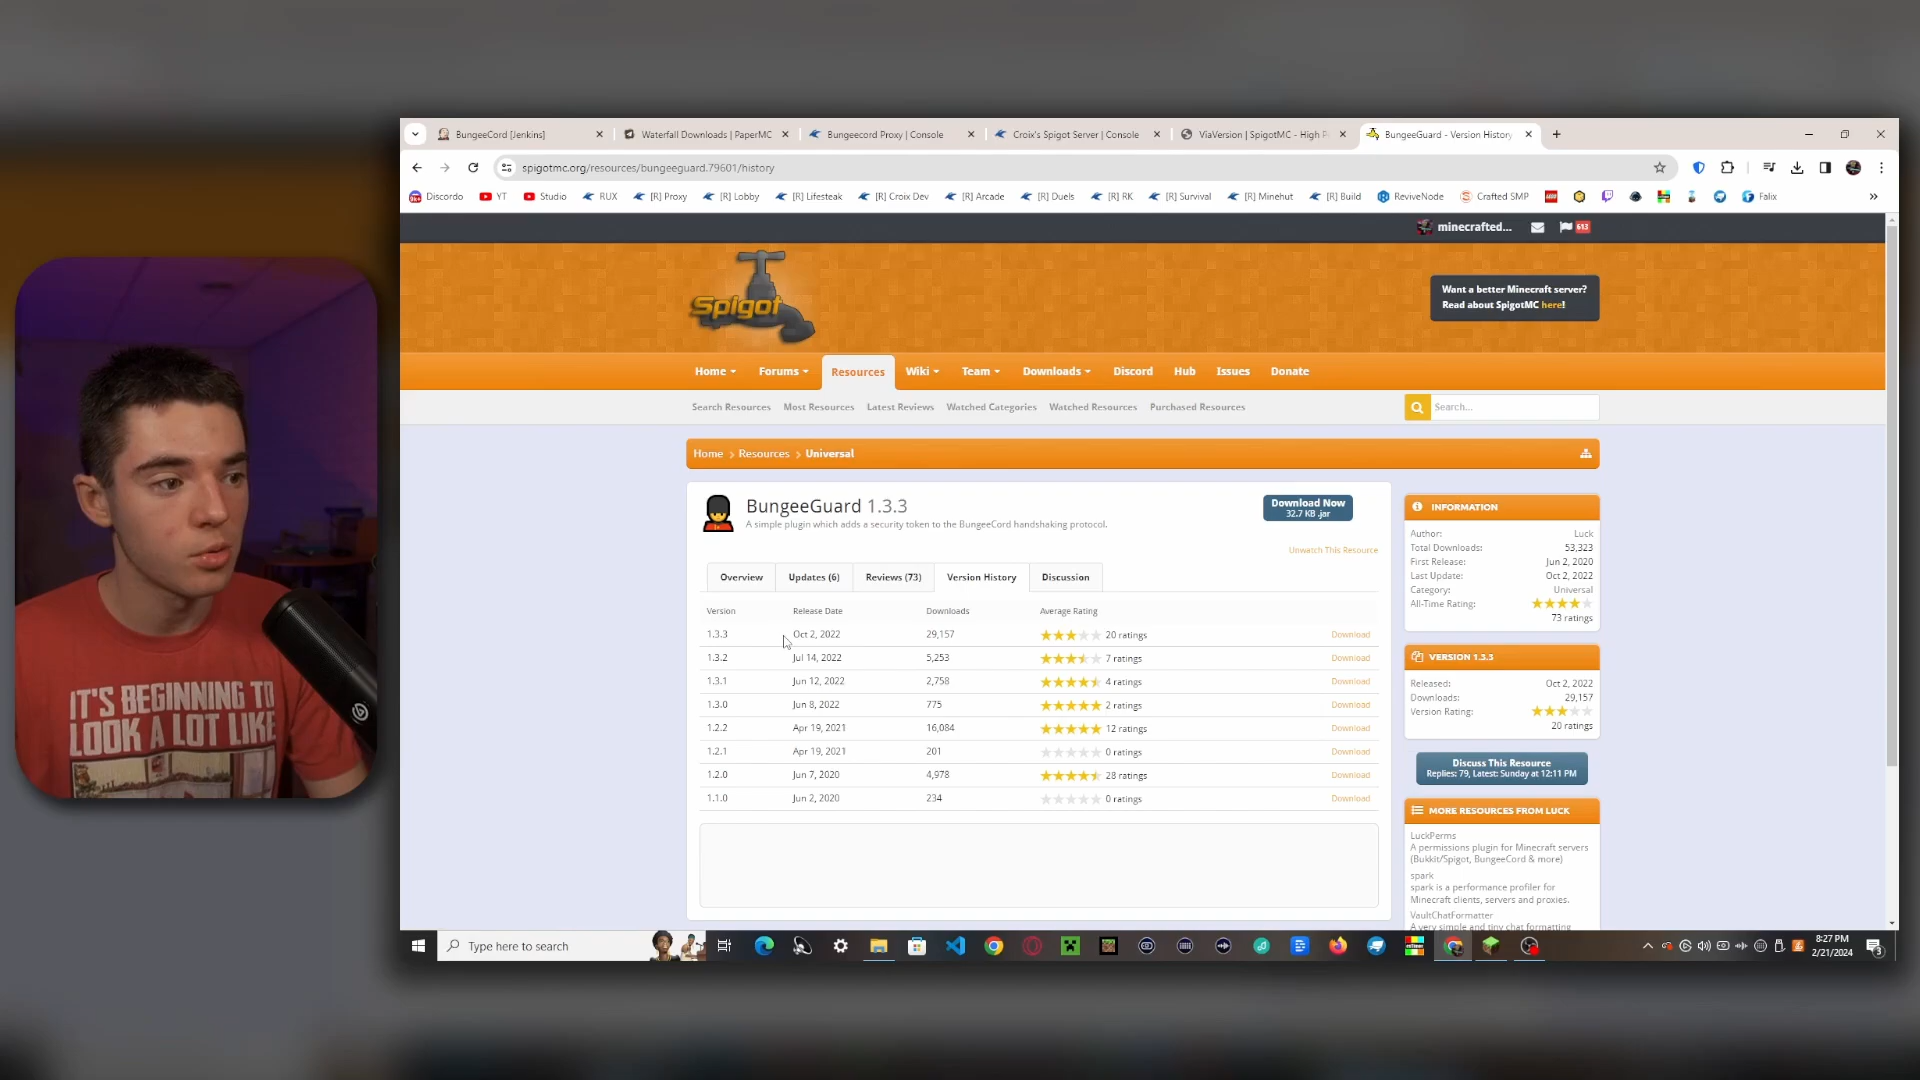 BungeeCord [Jenkins]
Waterfall Downloads | PaperMC
Bungeecord Proxy | Console
Croix's Spigot Server | Console
ViaVersion | SpigotMC - High P
BungeeGuard - Version History
spigotmc.org/resources/bungeeguard.79601/history
Discordo
YT
Studio
RUX
[R] Proxy
[R] Lobby
[R] Lifesteak
[R] Croix Dev
[R] Arcade
[R] Duels
[R] RK
[R] Survival
[R] Minehut
[R] Build
ReviveNode
Crafted SMP
Falix
minecrafted...
613
Spigot
Want a better Minecraft server?
Read about SpigotMC here!
Home
Forums
Resources
Wiki
Team
Downloads
Discord
Hub
Issues
Donate
Search Resources
Most Resources
Latest Reviews
Watched Categories
Watched Resources
Purchased Resources
Search...
Home
Resources
Universal
BungeeGuard 1.3.3
A simple plugin which adds a security token to the BungeeCord handshaking protocol.
Download Now
32.7 KB .jar
Unwatch This Resource
Overview
Updates (6)
Reviews (73)
Version History
Discussion
Version Release Date Downloads Average Rating
1.3.3 Oct 2, 2022 29,157 20 ratings Download
1.3.2 Jul 14, 2022 5,253 7 ratings Download
1.3.1 Jun 12, 2022 2,758 4 ratings Download
1.3.0 Jun 8, 2022 775 2 ratings Download
1.2.2 Apr 19, 2021 16,084 12 ratings Download
1.2.1 Apr 19, 2021 201 0 ratings Download
1.2.0 Jun 7, 2020 4,978 28 ratings Download
1.1.0 Jun 2, 2020 234 0 ratings Download
INFORMATION
Author: Luck
Total Downloads: 53,323
First Release: Jun 2, 2020
Last Update: Oct 2, 2022
Category: Universal
All-Time Rating:
73 ratings
VERSION 1.3.3
Released: Oct 2, 2022
Downloads: 29,157
Version Rating:
20 ratings
Discuss This Resource
Replies: 79, Latest: Sunday at 12:11 PM
MORE RESOURCES FROM LUCK
LuckPerms
A permissions plugin for Minecraft servers
(Bukkit/Spigot, BungeeCord & more)
spark
spark is a performance profiler for
Minecraft clients, servers and proxies.
VaultChatFormatter
A very simple and tiny chat formatting
IT'S BEGINNING TO
LOOK A LOT LIKE
Type here to search
8:27 PM
2/21/2024
3